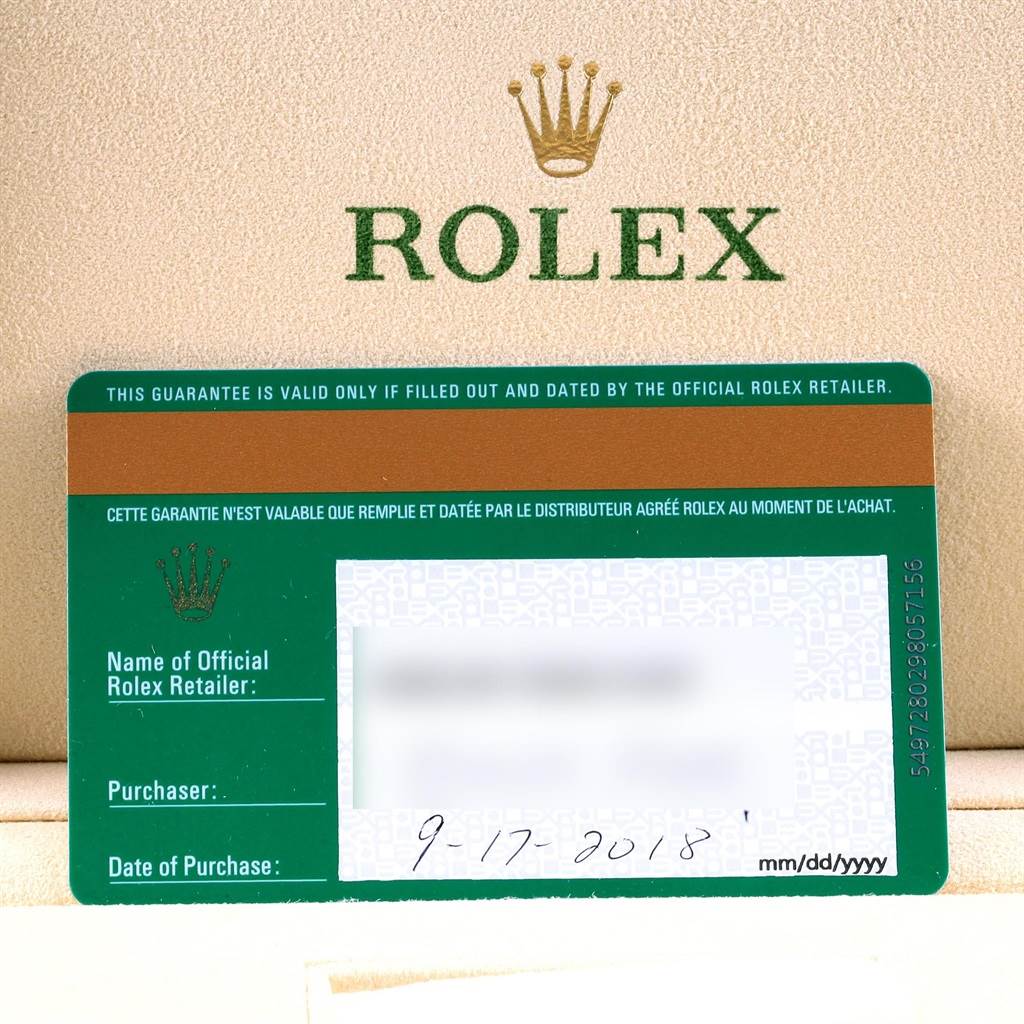 ROLEX
THIS GUARANTEE IS VALID ONLY IF FILLED OUT AND DATED BY THE OFFICIAL ROLEX RETAILER.
CETTE GARANTIE N'EST VALABLE QUE REMPLIE ET DATÉE PAR LE DISTRIBUTEUR AGRÉÉ ROLEX AU MOMENT DE L'ACHAT.
Name of Official
Rolex Retailer:
Purchaser:
Date of Purchase:
9-17-2018
mm/dd/yyyy
5497280298057156